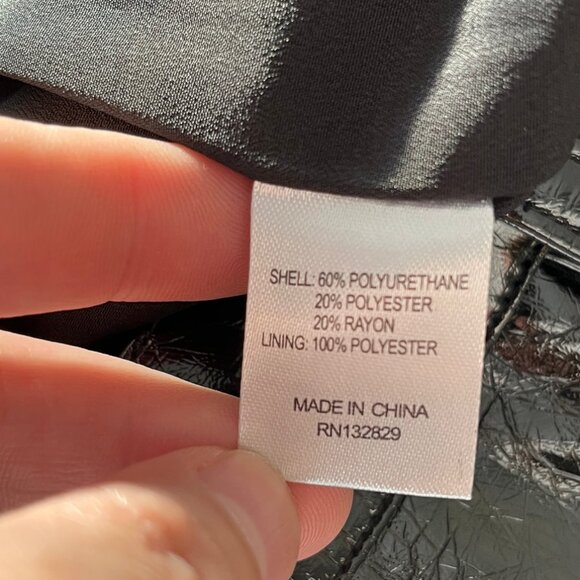 SHELL: 60% POLYURETHANE
20% POLYESTER
20% RAYON
LINING: 100% POLYESTER
MADE IN CHINA
RN132829